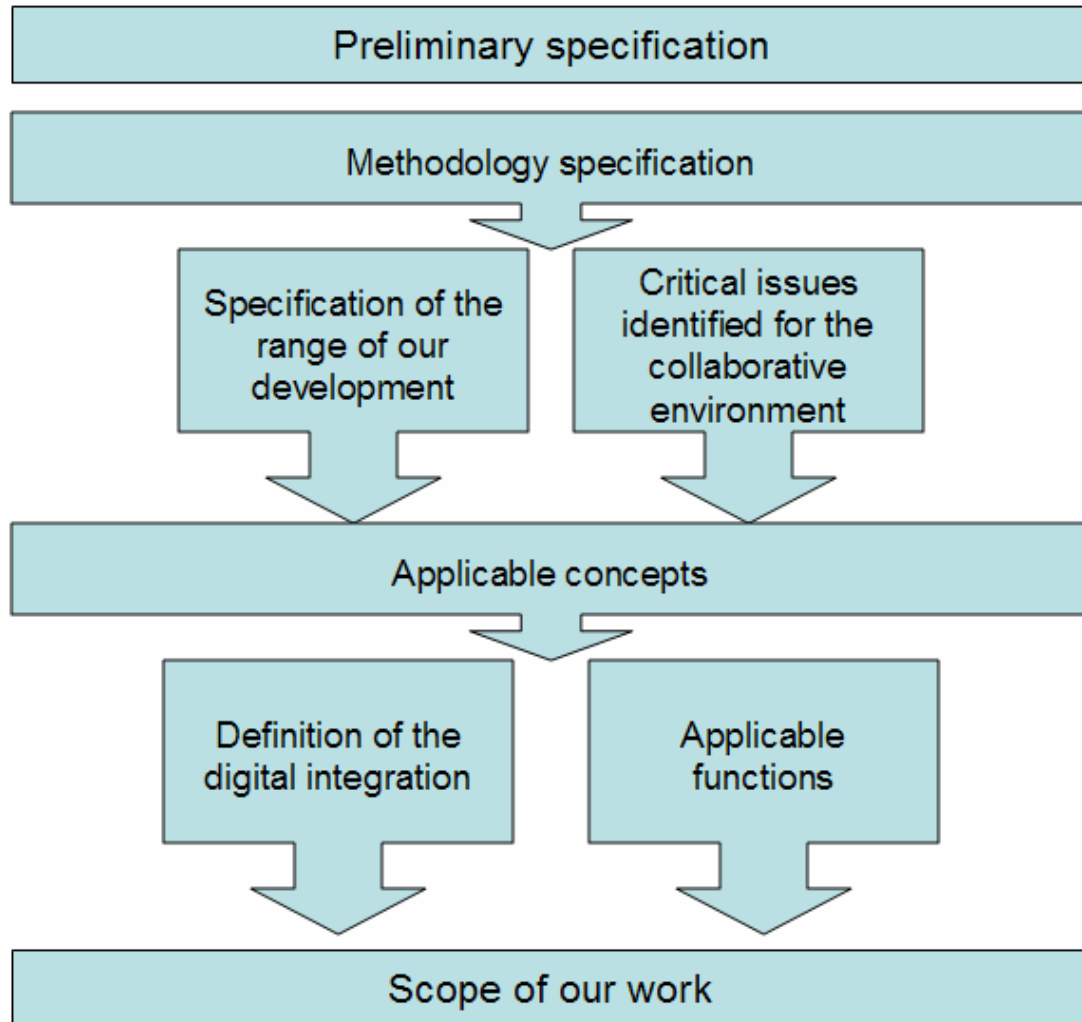 Preliminary specification
Methodology specification
Specification of the
range of our
development
Critical issues
identified for the
collaborative
environment
Applicable concepts
Definition of the
digital integration
Applicable
functions
Scope of our work